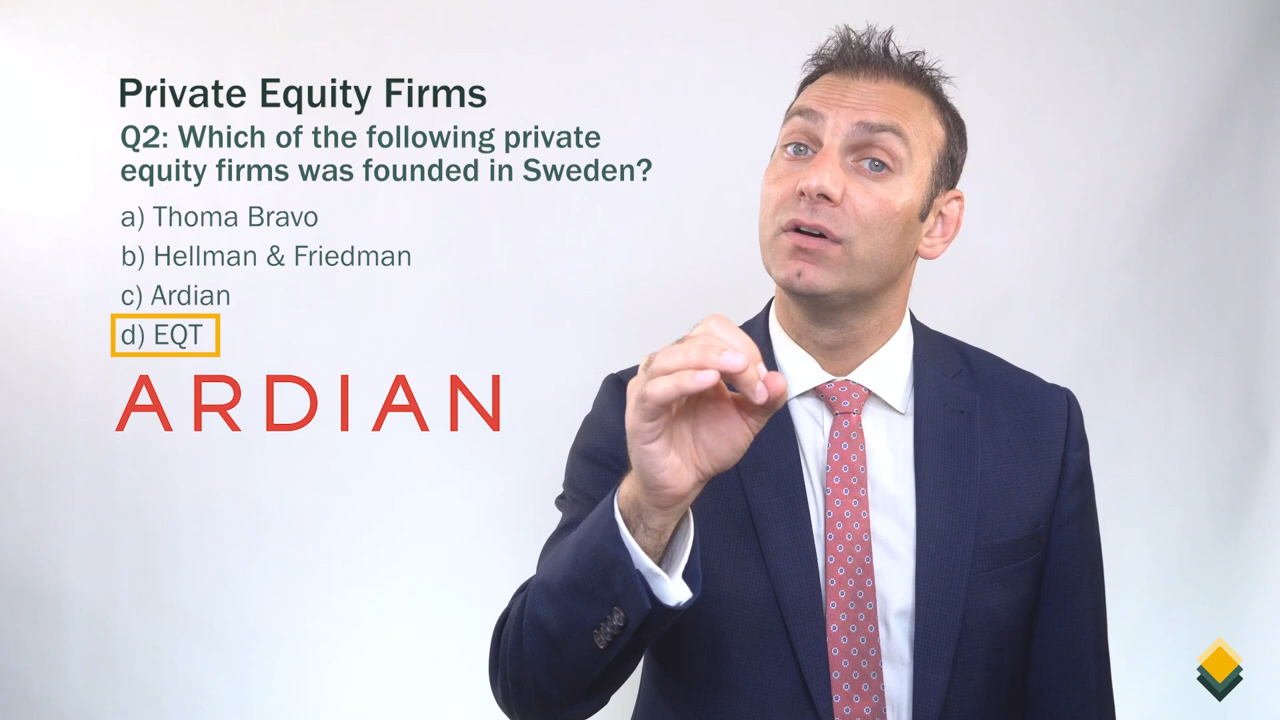 Private Equity Firms
Q2: Which of the following private
equity firms was founded in Sweden?
a) Thoma Bravo
b) Hellman & Friedman
c) Ardian
d) EQT
ARDIAN